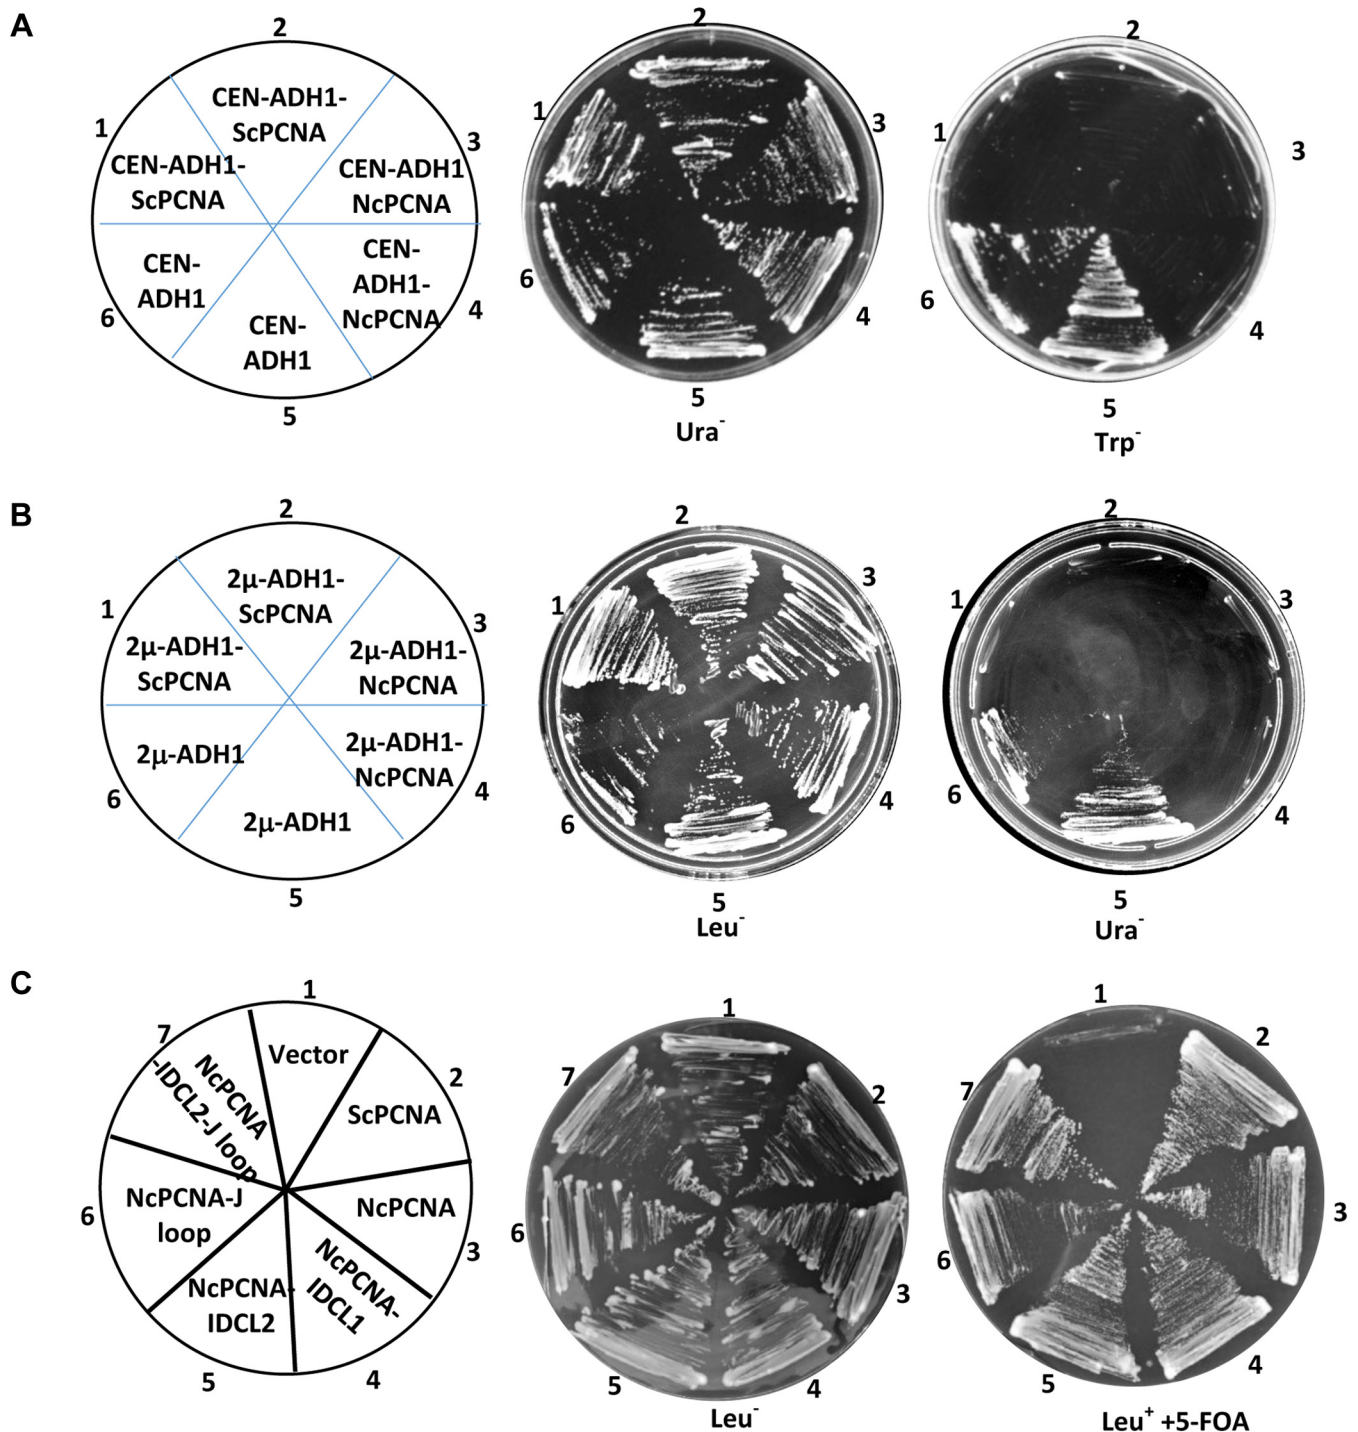 A
2
CEN-ADH1-
ScPCNA
1
CEN-ADH1-
ScPCNA
3
CEN-ADH1
NcPCNA
CEN-
ADH1-
NcPCNA
4
CEN-
ADH1
5
CEN-
ADH1
6
2
1
3
6
4
5
Ura-
2
1
3
6
4
5
Trp-
B
2
2µ-ADH1-
ScPCNA
1
2µ-ADH1-
ScPCNA
3
2µ-ADH1-
NcPCNA
2µ-ADH1-
NcPCNA
4
2µ-ADH1
5
2µ-ADH1
6
2
1
3
6
4
5
Leu-
2
1
3
6
4
5
Ura-
C
1
Vector
2
ScPCNA
NcPCNA
3
NcPCNA-
IDCL1
4
NcPCNA-
IDCL2
5
NcPCNA-J
loop
6
7
NcPCNA
-IDCL2-J loop
1
7
2
6
3
5
4
Leu-
1
2
7
3
6
4
5
Leu+ +5-FOA